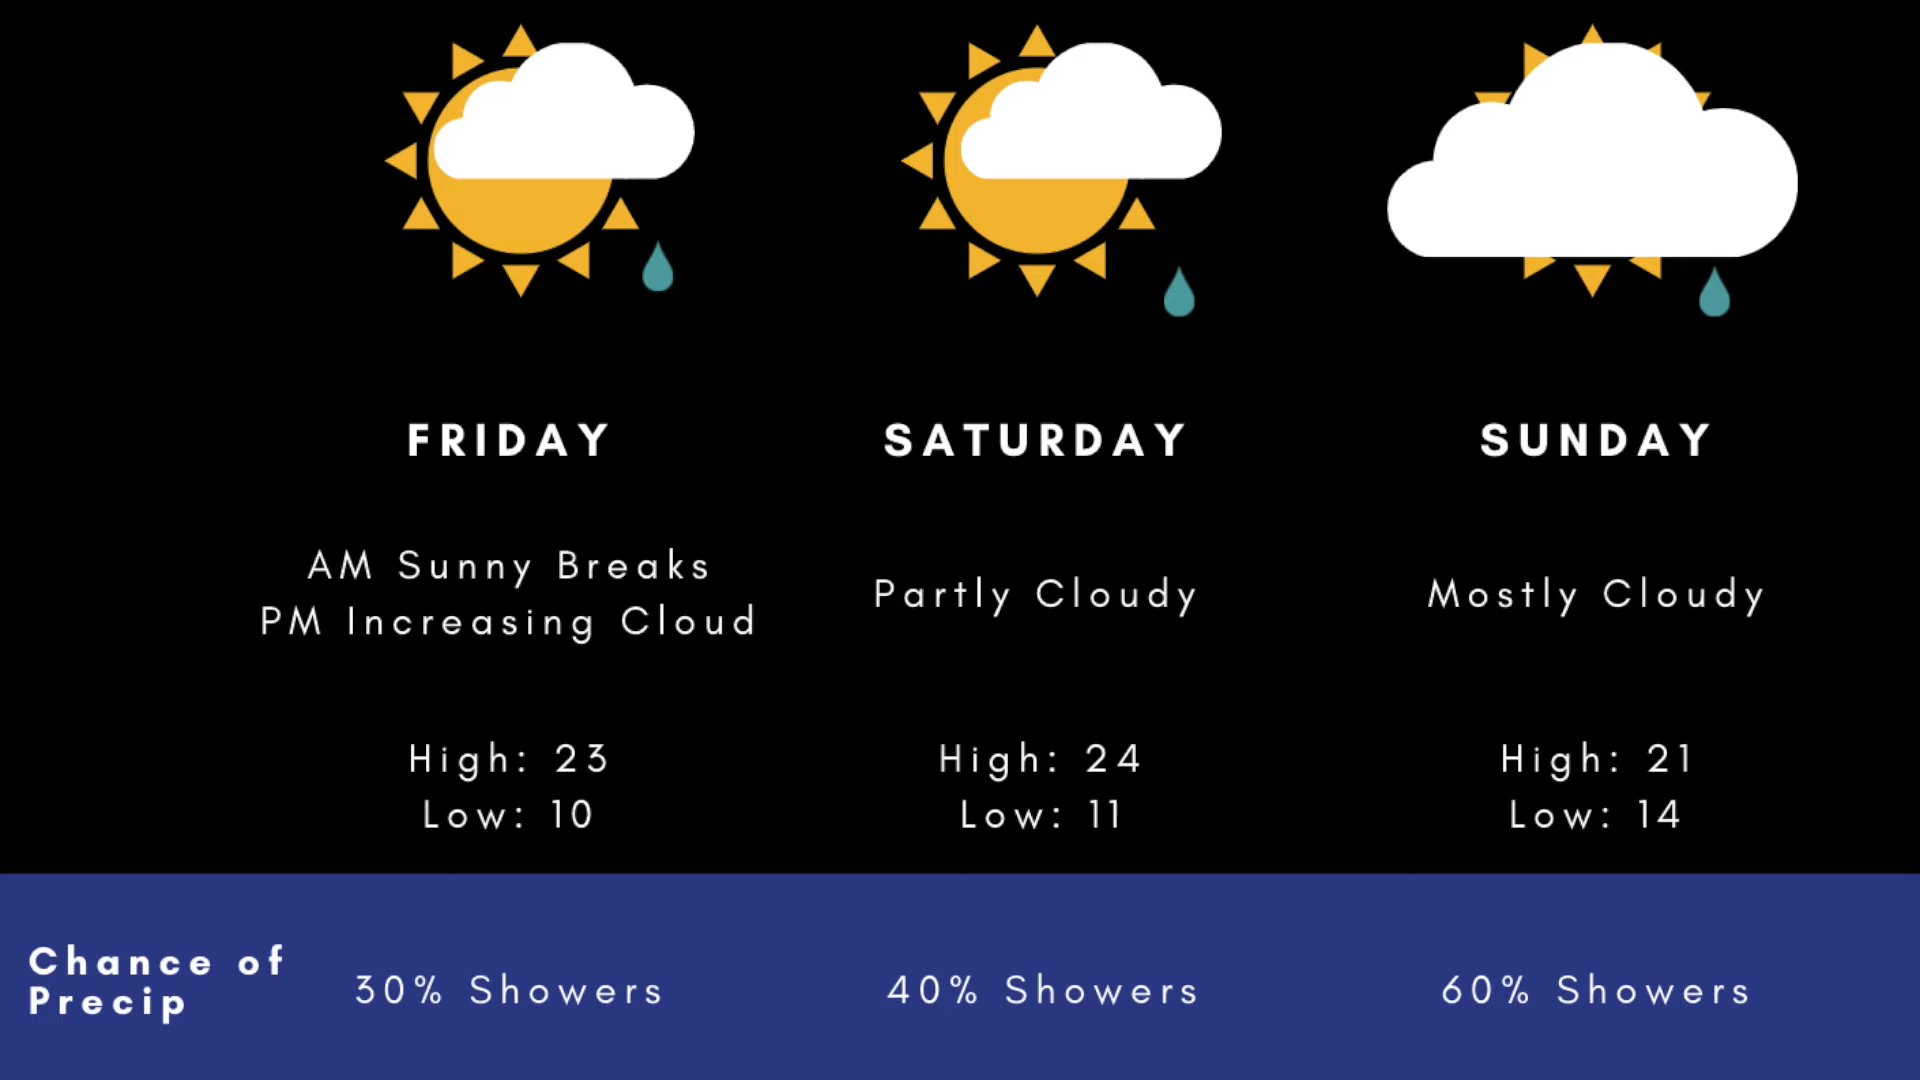 FRIDAY
AM Sunny Breaks
PM Increasing Cloud
High: 23
Low: 10
SATURDAY
Partly Cloudy
High: 24
Low: 11
SUNDAY
Mostly Cloudy
High: 21
Low: 14
Chance of
Precip
30% Showers
40% Showers
60% Showers